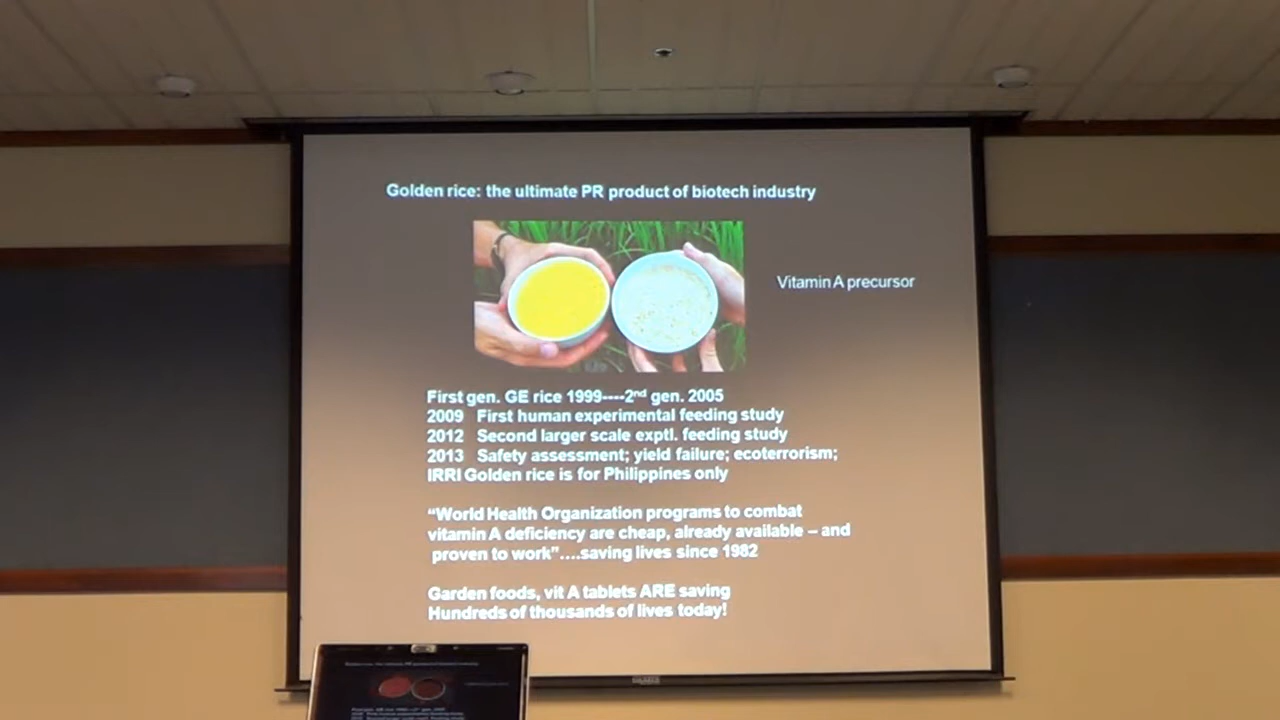 Golden rice: the ultimate PR product of biotech industry
Vitamin A precursor
First gen. GE rice 1999----2nd gen. 2005
2009 First human experimental feeding study
2012 Second larger scale exptl. feeding study
2013 Safety assessment; yield failure; ecoterrorism;
IRRI Golden rice is for Philippines only
“World Health Organization programs to combat
vitamin A deficiency are cheap, already available – and
proven to work”....saving lives since 1982
Garden foods, vit A tablets ARE saving
Hundreds of thousands of lives today!